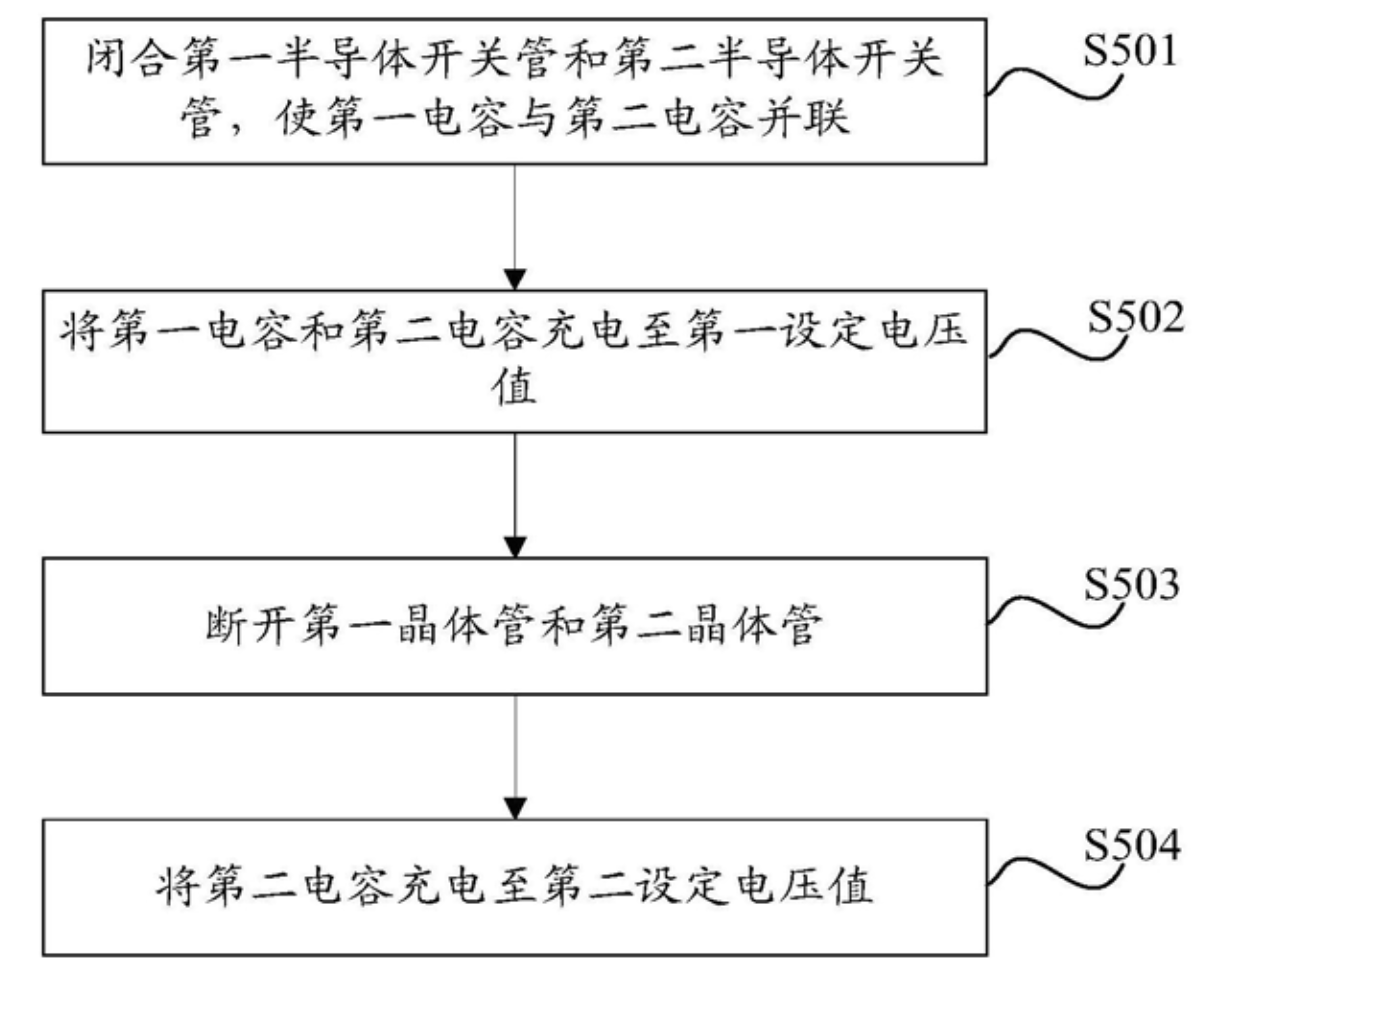 闭合第一半导体开关管和第二半导体开关
管，使第一电容与第二电容并联
S501
将第一电容和第二电容充电至第一设定电压
值
S502
断开第一晶体管和第二晶体管
S503
将第二电容充电至第二设定电压值
S504